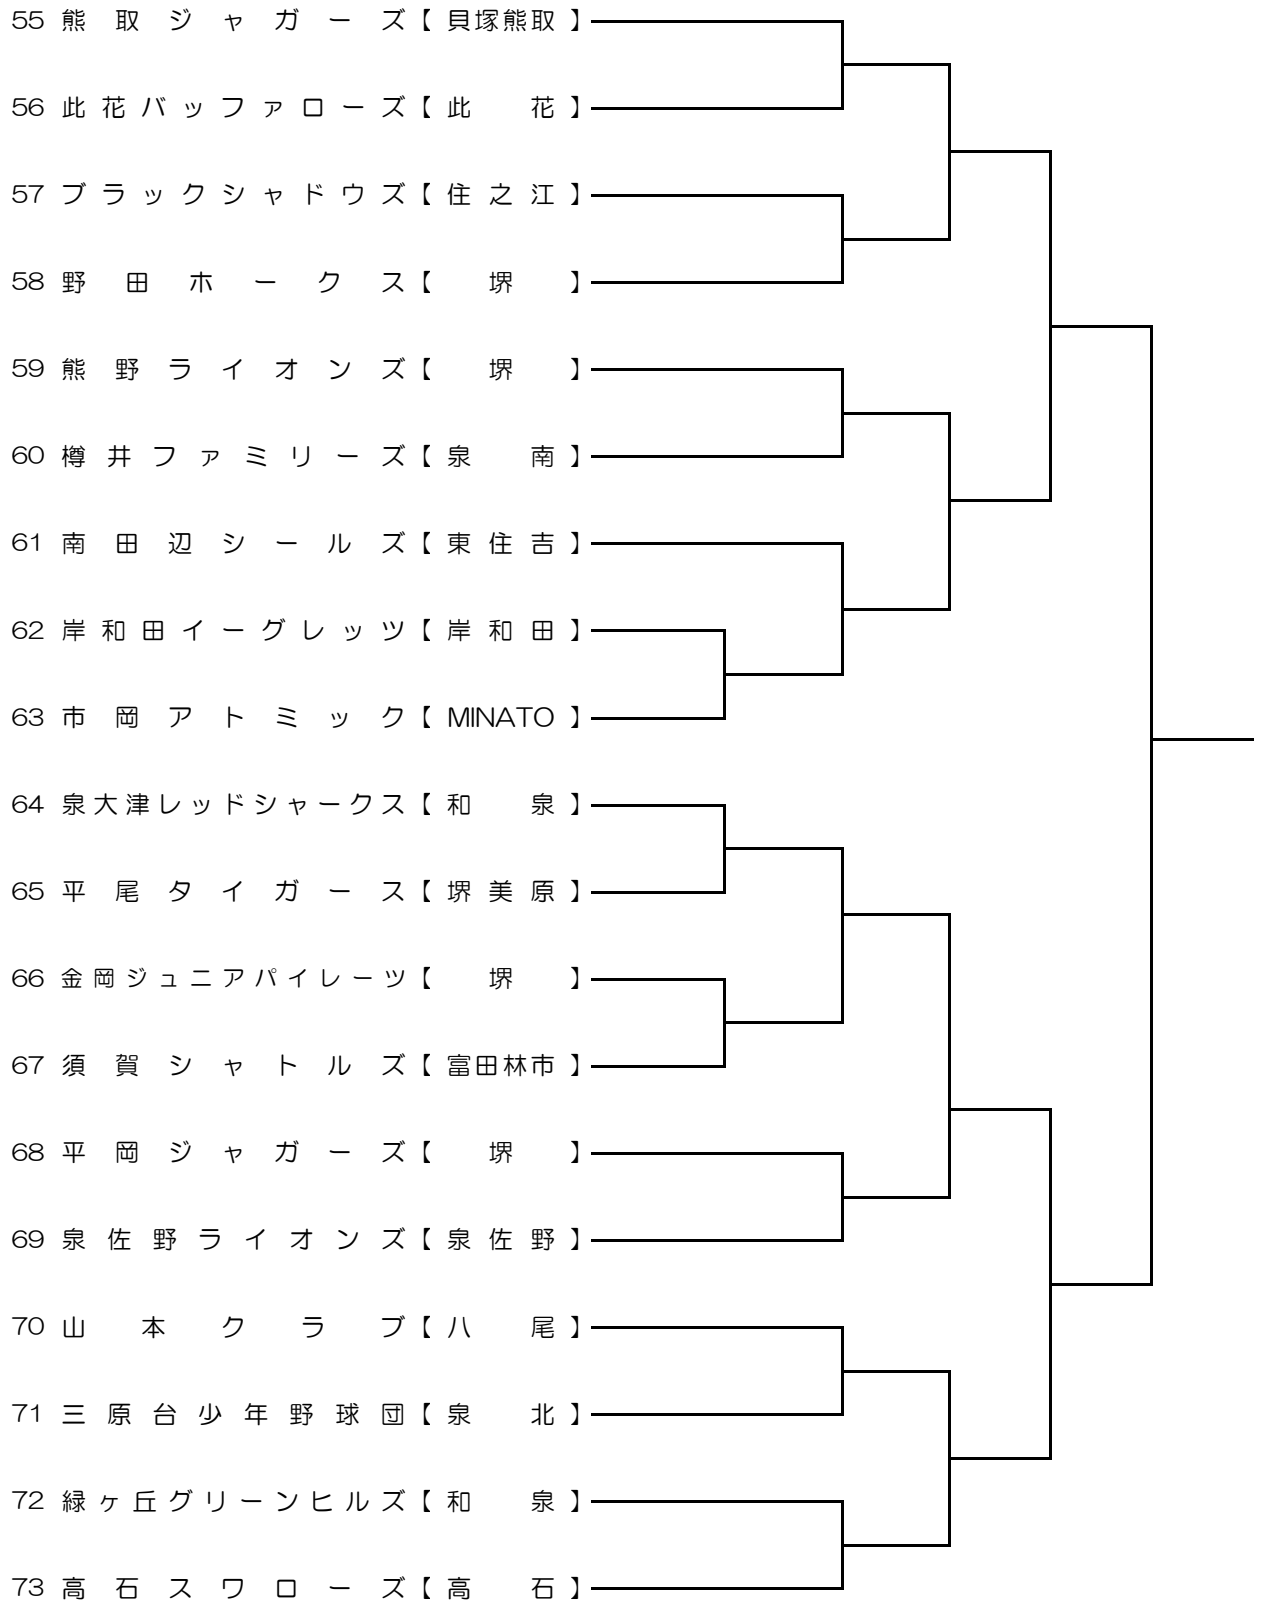 55 熊取ジャガーズ【貝塚熊取】
56 此花バッファローズ【此花】
57 ブラックシャドウズ【住之江】
58 野田ホークス【堺】
59 熊野ライオンズ【堺】
60 樽井ファミリーズ【泉南】
61 南田辺シールズ【東住吉】
62 岸和田イーグレッツ【岸和田】
63 市岡アトミック【MINATO】
64 泉大津レッドシャークス【和泉】
65 平尾タイガース【堺美原】
66 金岡ジュニアパイレーツ【堺】
67 須賀シャトルズ【富田林市】
68 平岡ジャガーズ【堺】
69 泉佐野ライオンズ【泉佐野】
70 山本クラブ【八尾】
71 三原台少年野球団【泉北】
72 緑ヶ丘グリーンヒルズ【和泉】
73 高石スワローズ【高石】